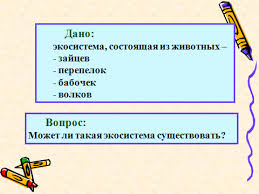 Дано:
экосистема, состоящая из животных –
- зайцев
- перепелок
- бабочек
- волков
Вопрос:
Может ли такая экосистема существовать?